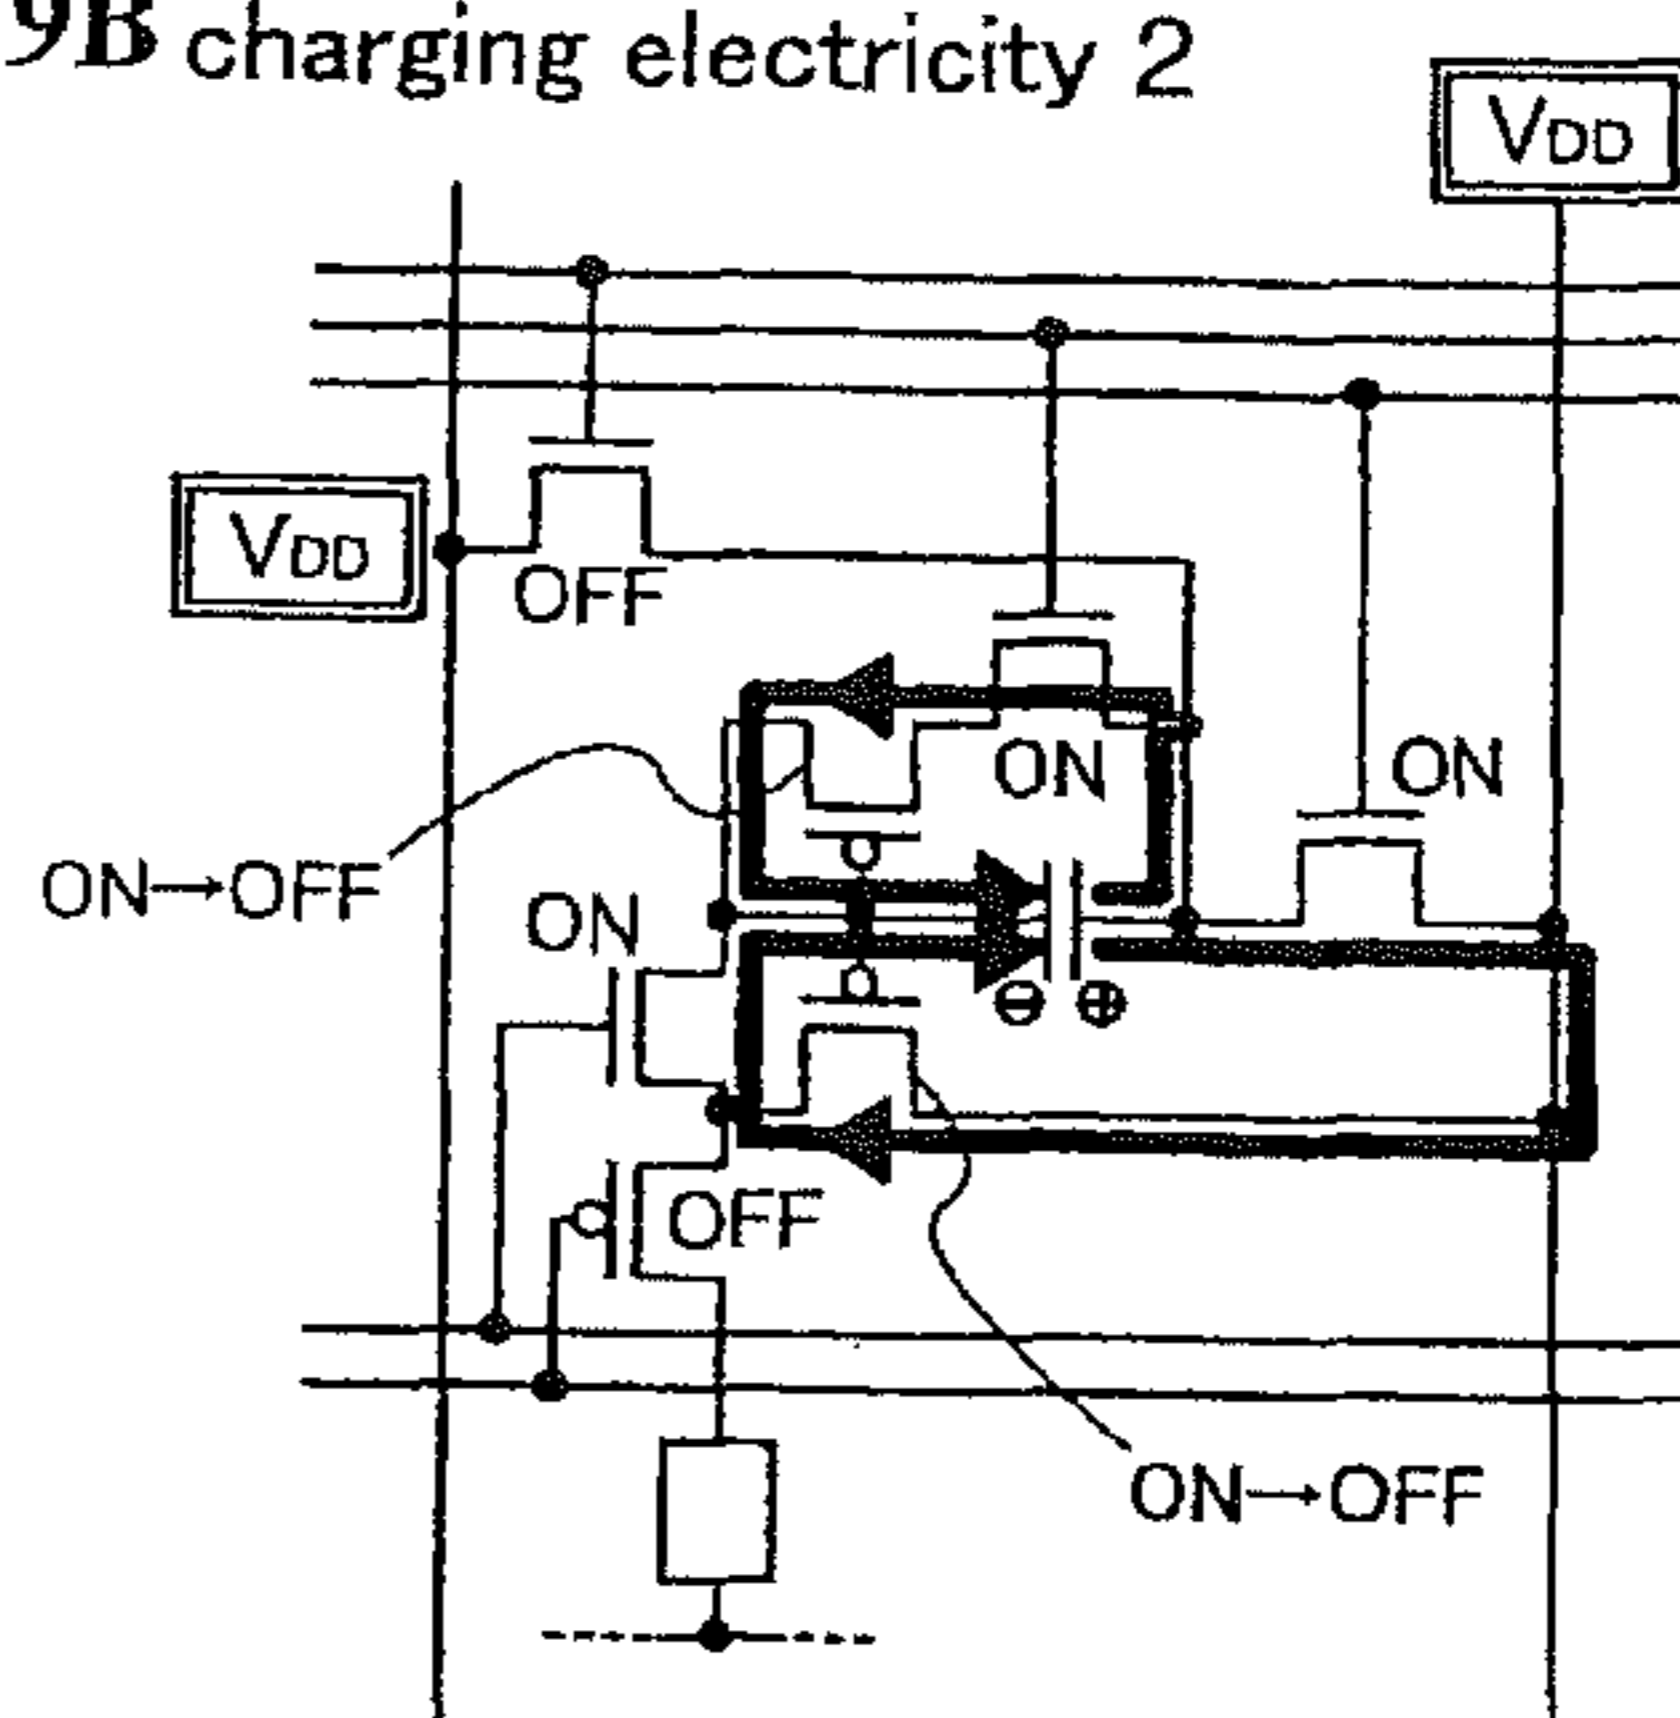 9B charging electricity 2
VDD
VDD
OFF
ON
ON
ON→OFF
ON
⊖ ⊕
OFF
ON→OFF